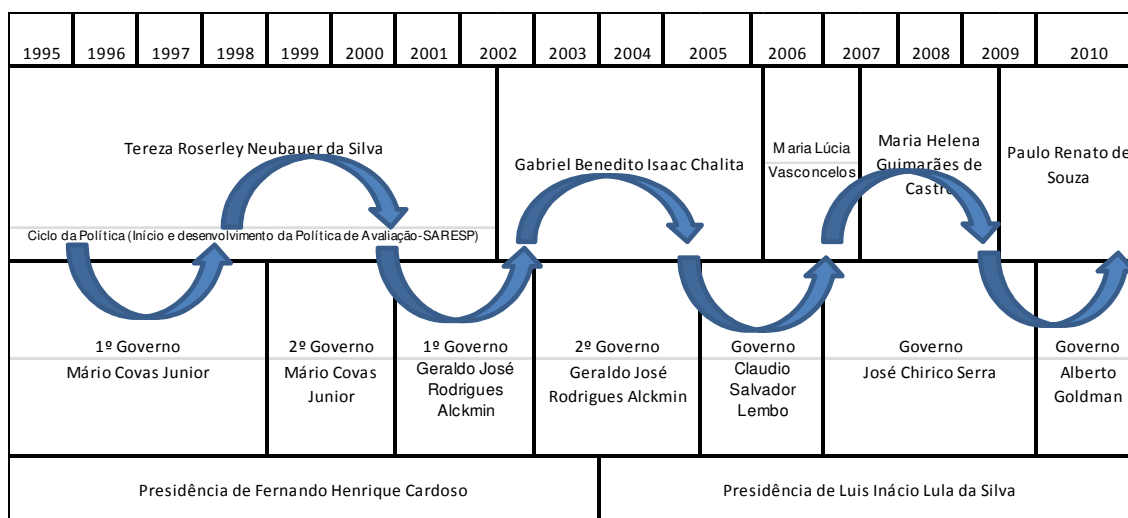 1995 1996 1997 1998 1999 2000 2001 2002 2003 2004 2005 2006 2007 2008 2009 2010
Tereza Roserley Neubauer da Silva
Ciclo da Política (Início e desenvolvimento da Política de Avaliação-SARESP)
Gabriel Benedito Isaac Chalita
Maria Lúcia
Vasconcelos
Maria Helena
Guimarães de
Castro
Paulo Renato de
Souza
1º Governo
Mário Covas Junior
2º Governo
Mário Covas
Junior
1º Governo
Geraldo José
Rodrigues
Alckmin
2º Governo
Geraldo José
Rodrigues Alckmin
Governo
Claudio
Salvador
Lembo
Governo
José Chirico Serra
Governo
Alberto
Goldman
Presidência de Fernando Henrique Cardoso
Presidência de Luis Inácio Lula da Silva